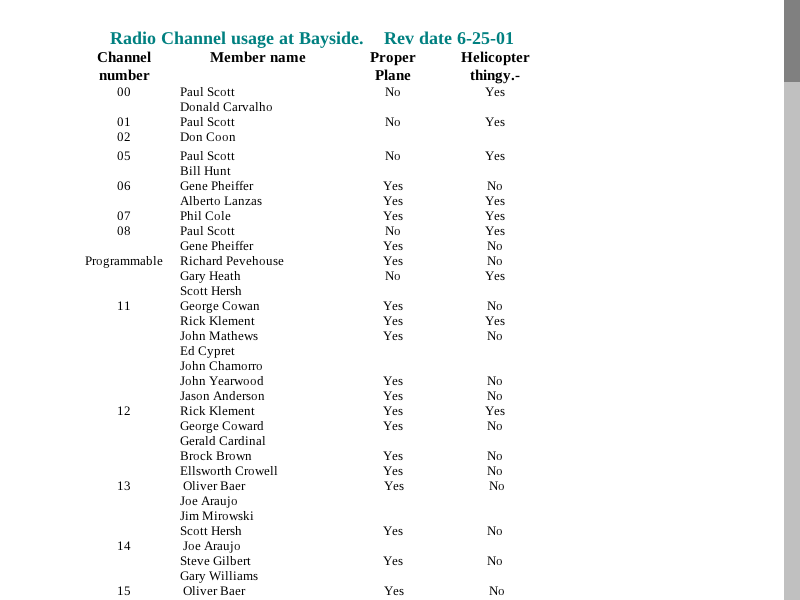 Radio Channel usage at Bayside. Rev date 6-25-01
Channel number Member name Proper Plane Helicopter thingy.-
00 Paul Scott No Yes
Donald Carvalho
01 Paul Scott No Yes
02 Don Coon
05 Paul Scott No Yes
Bill Hunt
06 Gene Pheiffer Yes No
Alberto Lanzas Yes Yes
07 Phil Cole Yes Yes
08 Paul Scott No Yes
Gene Pheiffer Yes No
Programmable Richard Pevehouse Yes No
Gary Heath No Yes
Scott Hersh
11 George Cowan Yes No
Rick Klement Yes Yes
John Mathews Yes No
Ed Cypret
John Chamorro
John Yearwood Yes No
Jason Anderson Yes No
12 Rick Klement Yes Yes
George Coward Yes No
Gerald Cardinal
Brock Brown Yes No
Ellsworth Crowell Yes No
13 Oliver Baer Yes No
Joe Araujo
Jim Mirowski
Scott Hersh Yes No
14 Joe Araujo
Steve Gilbert Yes No
Gary Williams
15 Oliver Baer Yes No